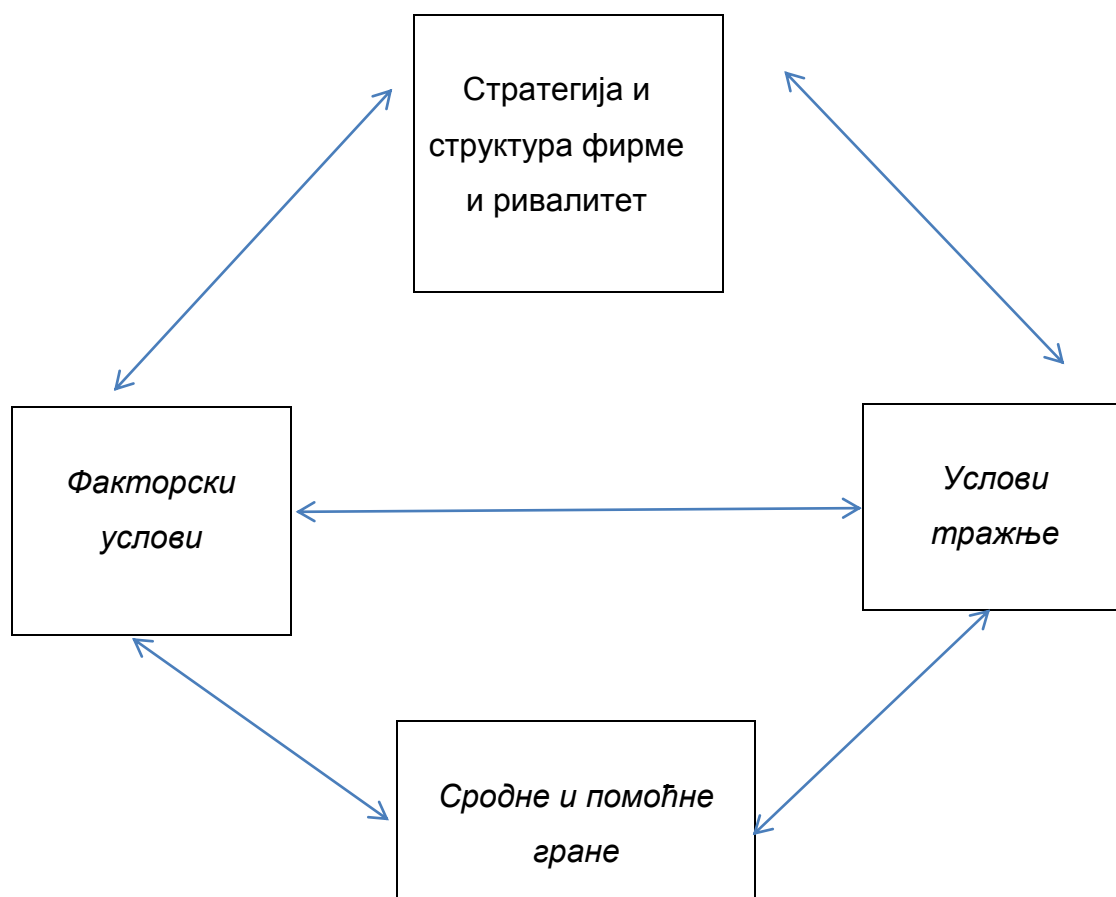 Стратегија и
структура фирме
и ривалитет
Факторски
услови
Услови
тражње
Сродне и помоћне
гране